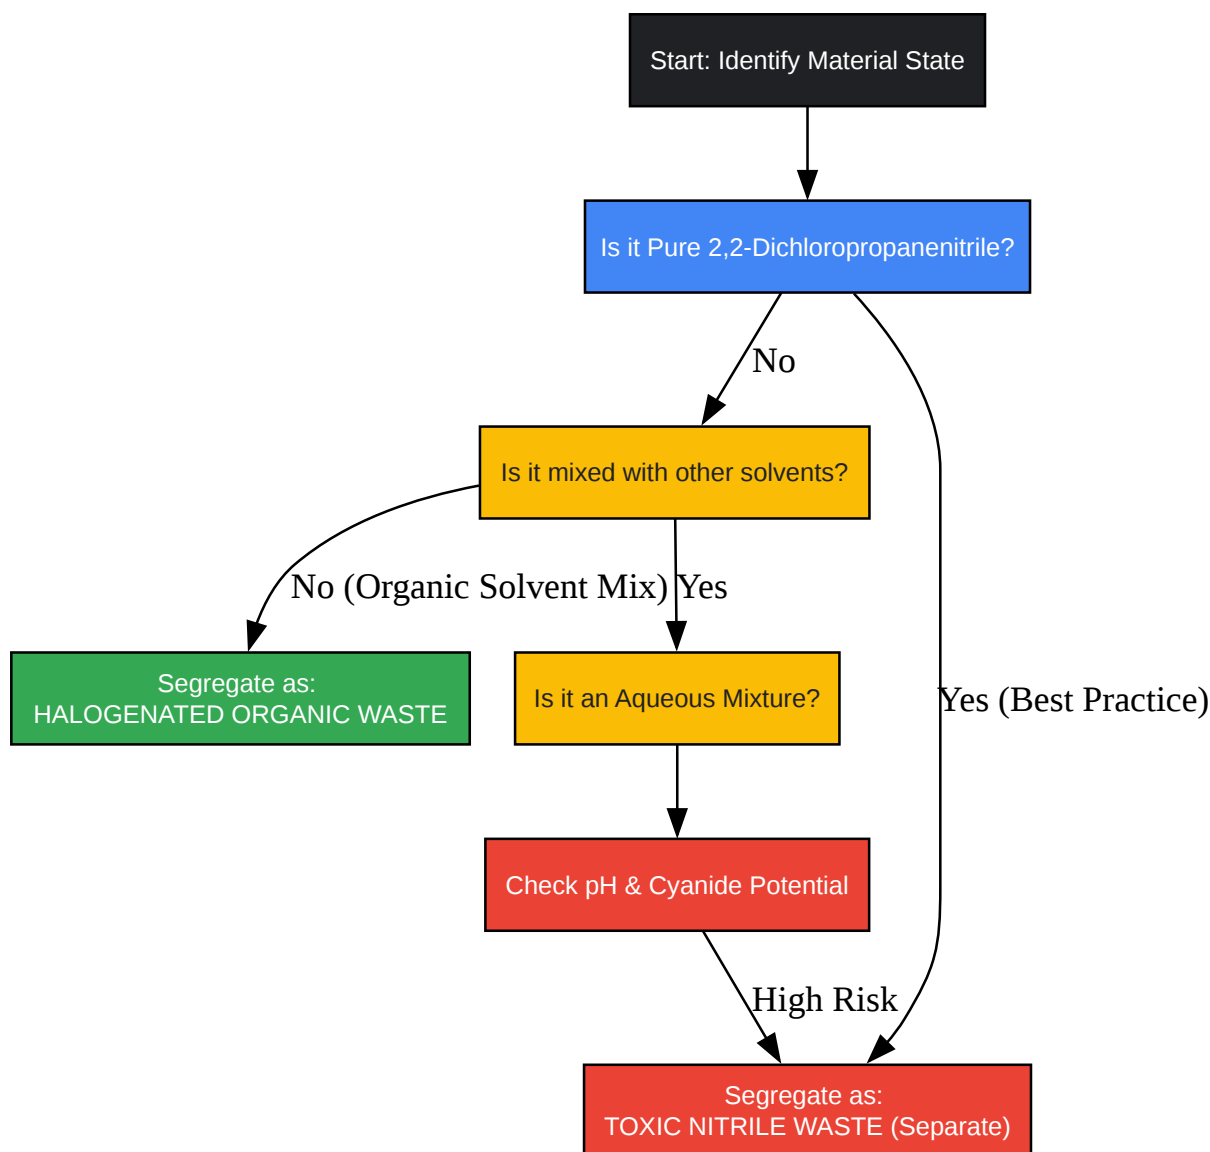 Start: Identify Material State
Is it Pure 2,2-Dichloropropanenitrile?
No
Is it mixed with other solvents?
No (Organic Solvent Mix)
Yes
Segregate as:
HALOGENATED ORGANIC WASTE
Is it an Aqueous Mixture?
Yes (Best Practice)
Check pH & Cyanide Potential
High Risk
Segregate as:
TOXIC NITRILE WASTE (Separate)